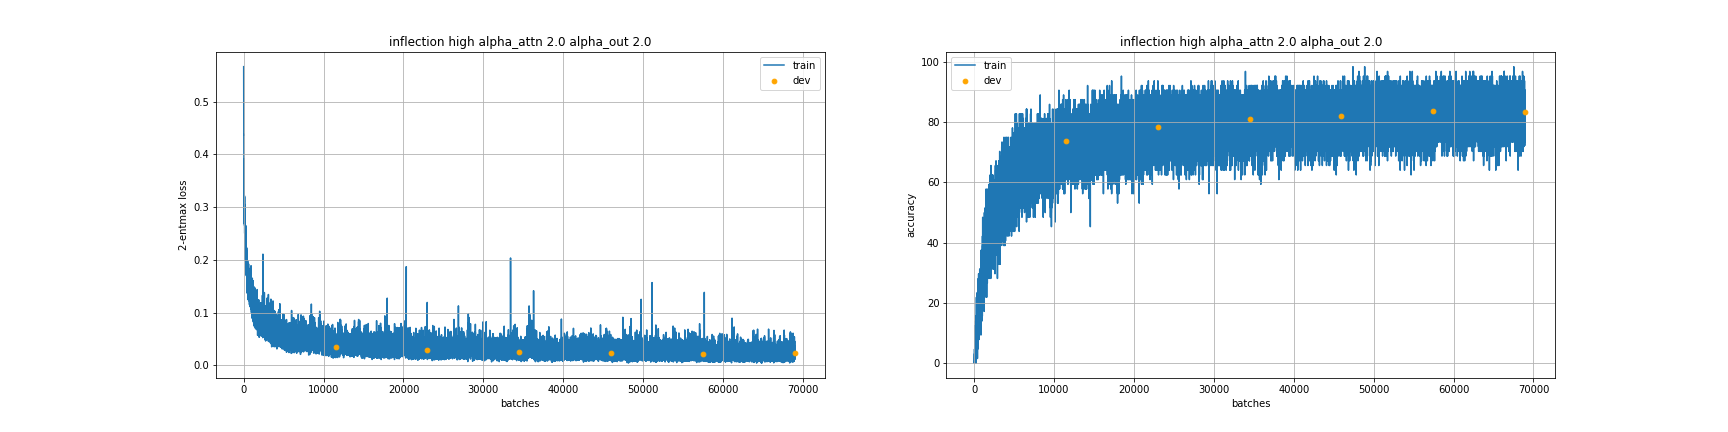 inflection high alpha_attn 2.0 alpha_out 2.0
train
dev
2-entmax loss
0.5
0.4
0.3
0.2
0.1
0.0
0 10000 20000 30000 40000 50000 60000 70000
batches
inflection high alpha_attn 2.0 alpha_out 2.0
train
dev
accuracy
100
80
60
40
20
0
0 10000 20000 30000 40000 50000 60000 70000
batches